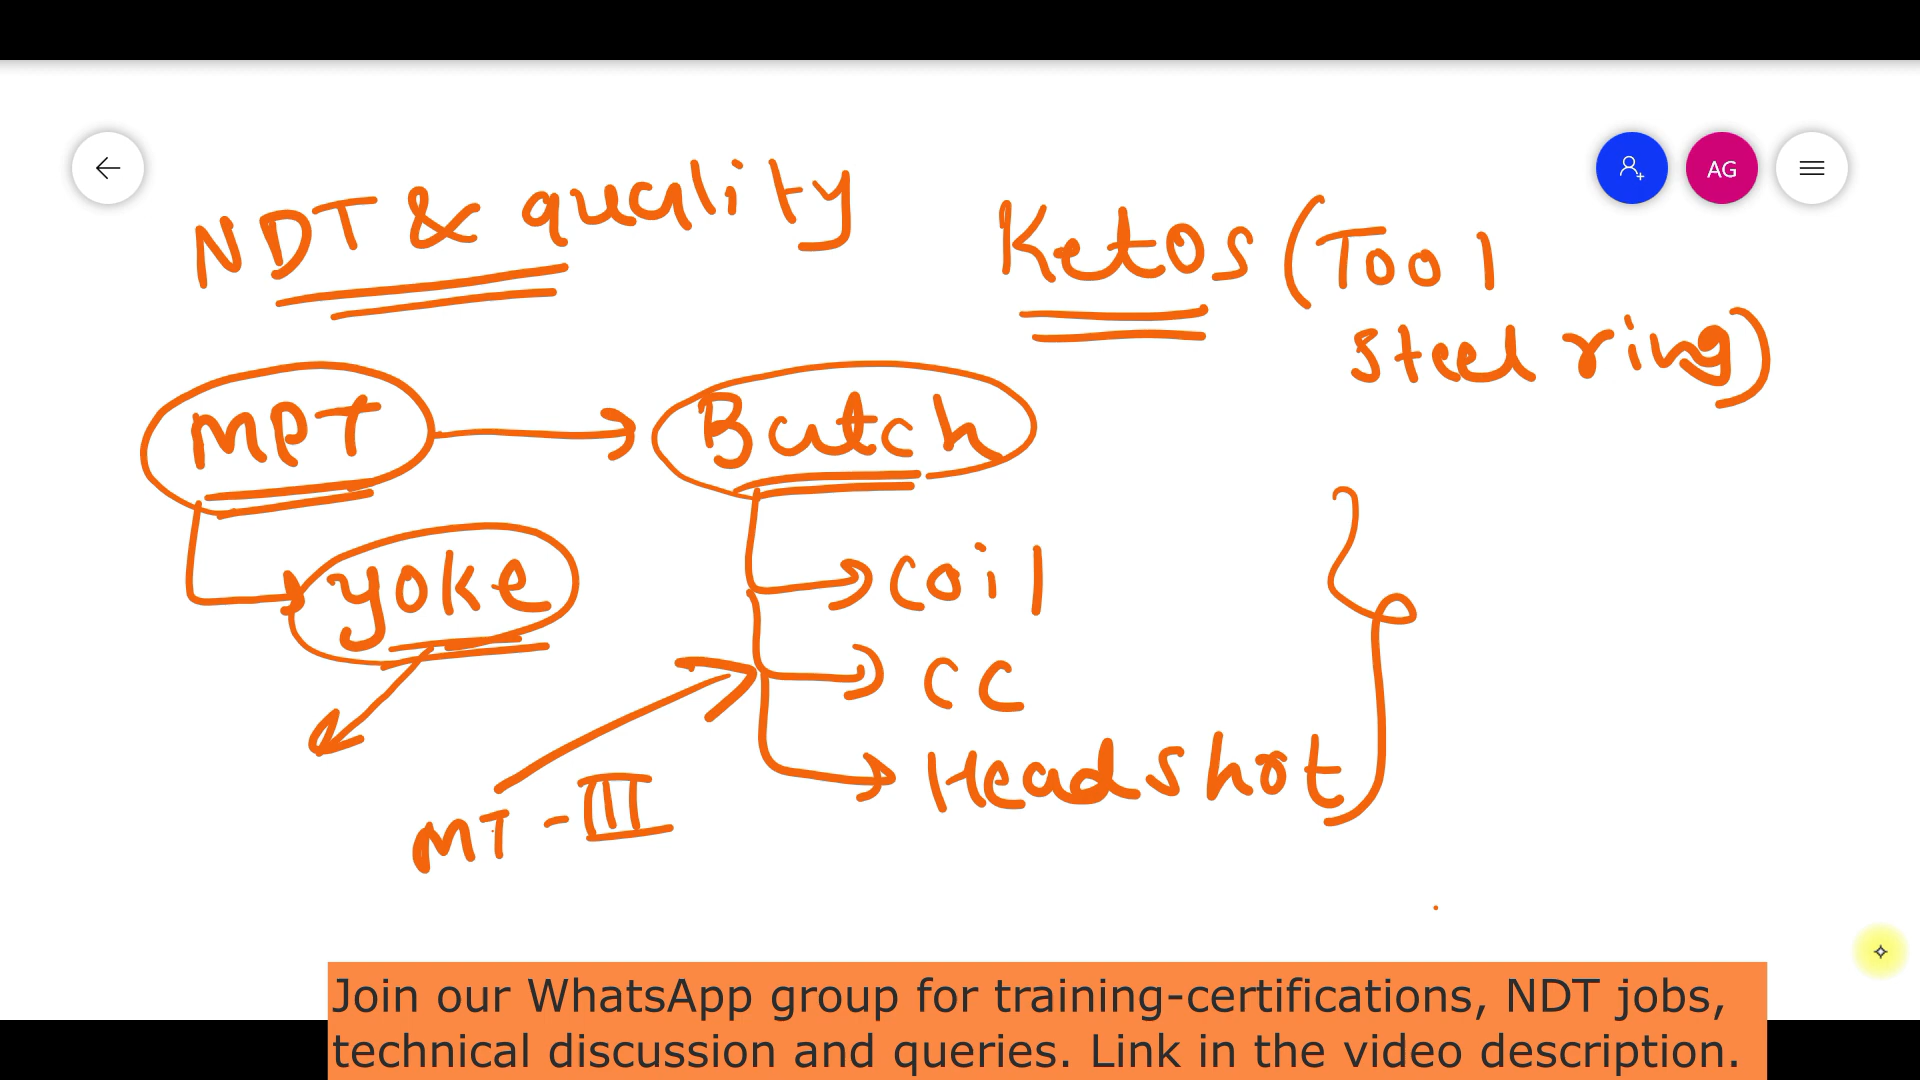 NDT & quality
AG
Ketos (Tool
steel ring)
MPT
Batch
yoke
coil
CC
Headshot
MT-III
Join our WhatsApp group for training-certifications, NDT jobs,
technical discussion and queries. Link in the video description.